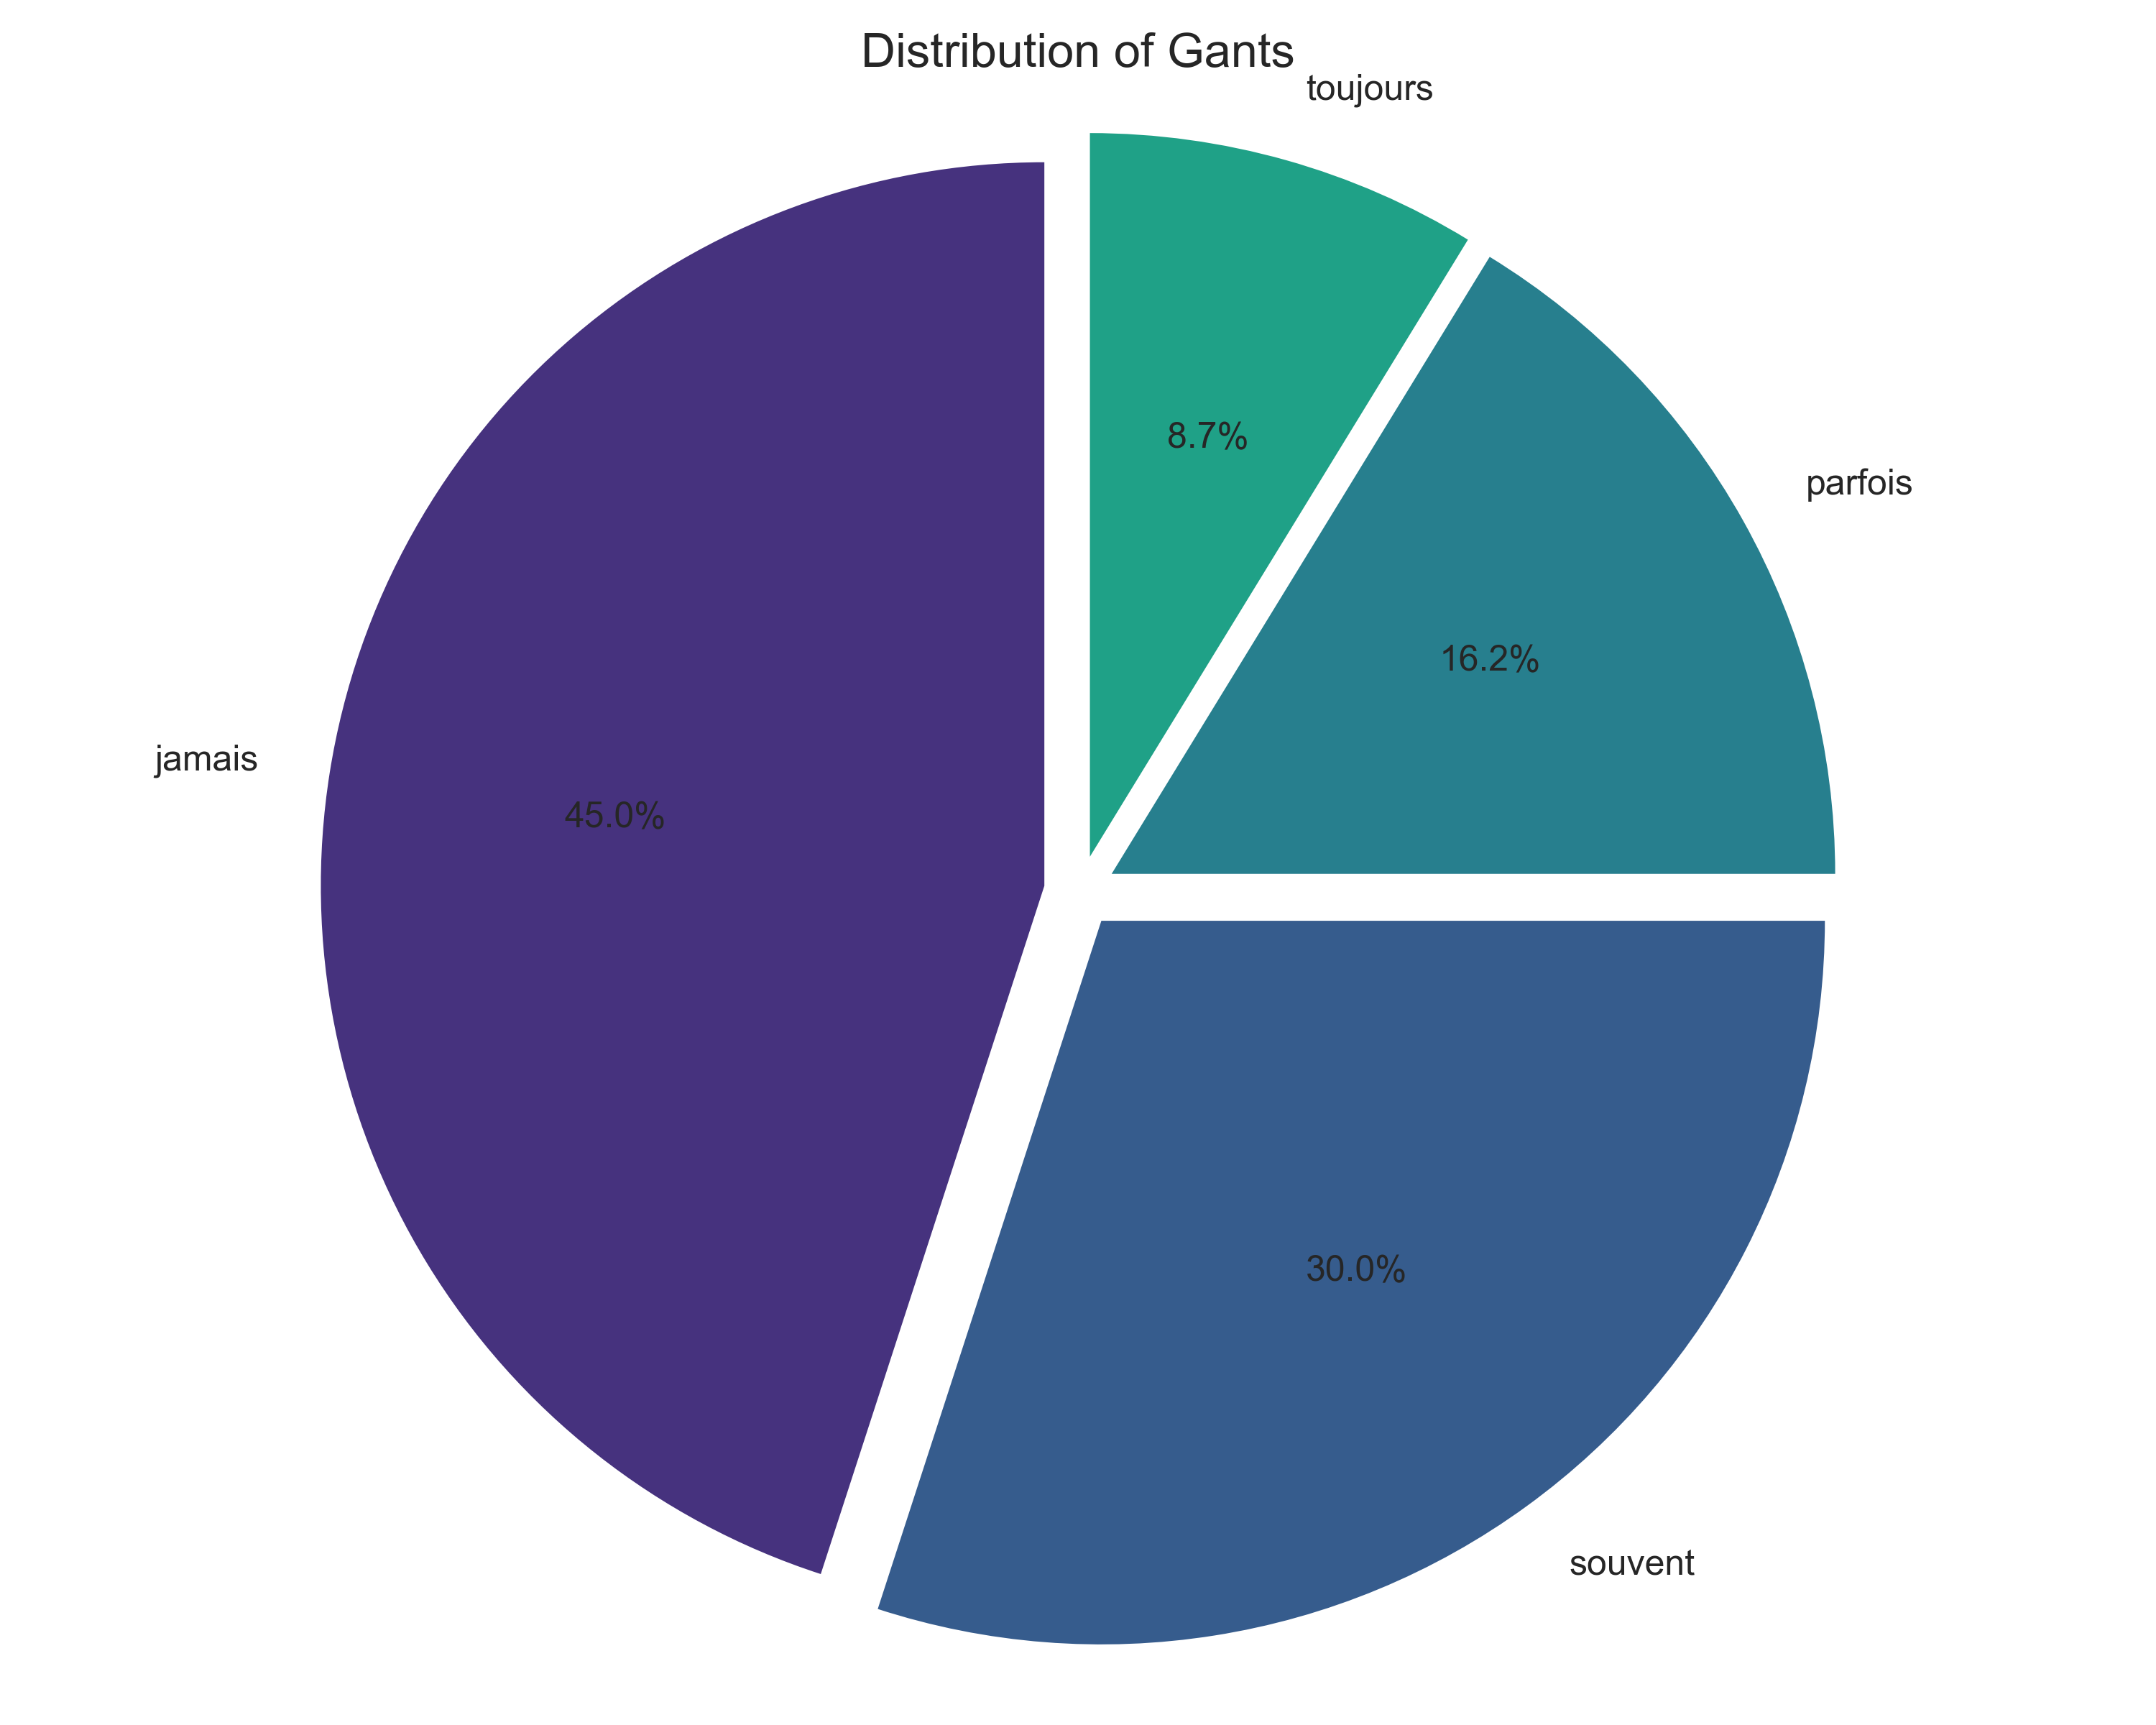 Distribution of Gants
toujours
8.7%
parfois
16.2%
jamais
45.0%
30.0%
souvent